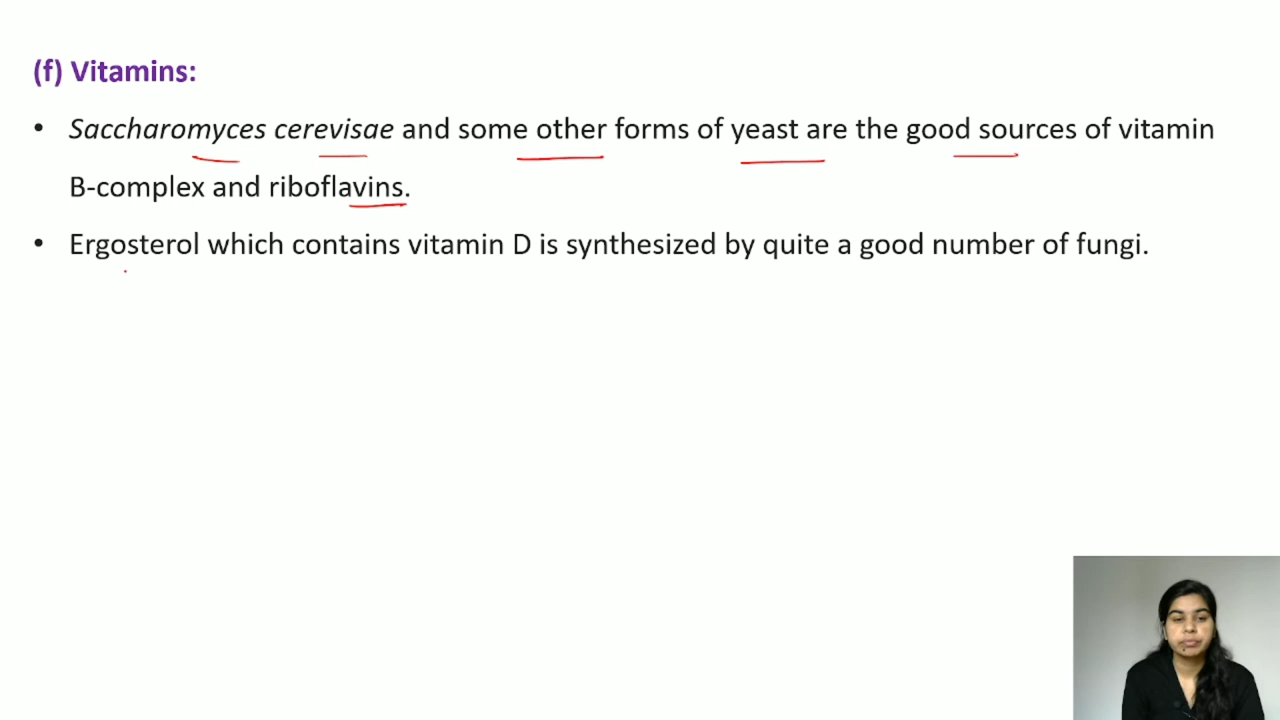 (f) Vitamins:
• Saccharomyces cerevisae and some other forms of yeast are the good sources of vitamin
B-complex and riboflavins.
• Ergosterol which contains vitamin D is synthesized by quite a good number of fungi.